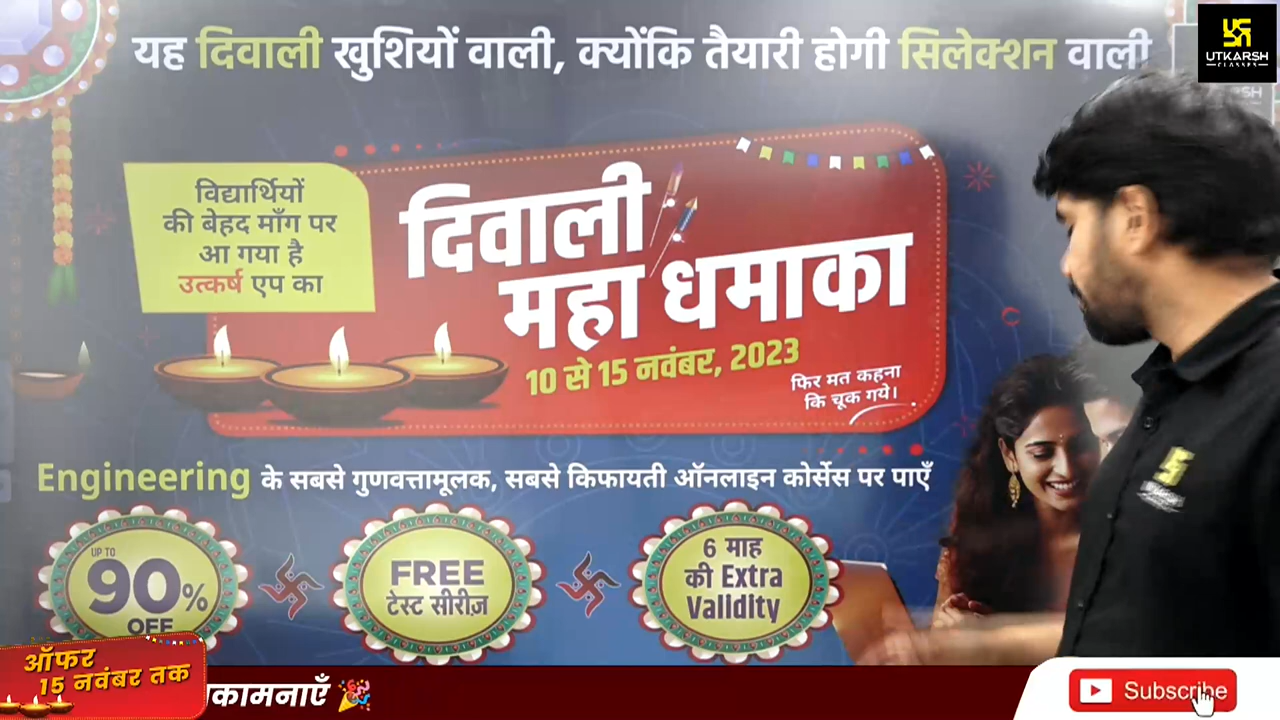 यह दिवाली खुशियों वाली, क्योंकि तैयारी होगी सिलेक्शन वाली
UTKARSH
CLASSES
विद्यार्थियों
की बेहद माँग पर
आ गया है
उत्कर्ष एप का
दिवाली
महा धमाका
10 से 15 नवंबर, 2023
फिर मत कहना
कि चूक गये।
Engineering के सबसे गुणवत्तामूलक, सबसे किफायती ऑनलाइन कोर्सेस पर पाएँ
UP TO
90%
OFF
FREE
टेस्ट सीरीज़
6 माह
की Extra
Validity
ऑफर
15 नवंबर तक
कामनाएँ
Subscribe